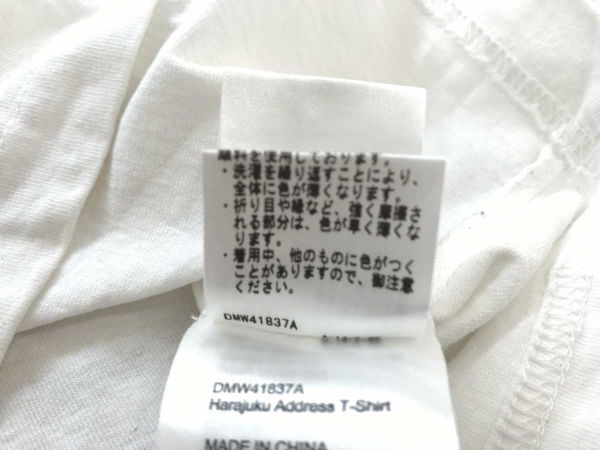 顔料を使用しております。
・洗濯を繰り返すことにより、
全体に色が薄くなります。
・折り目や縁など、強く摩擦さ
れる部分は、色が早く薄くな
ります。
・着用中、他のものに色がつく
ことがありますので、御注意
ください。
DMW41837A
DMW41837A
Harajuku Address T-Shirt
MADE IN CHINA